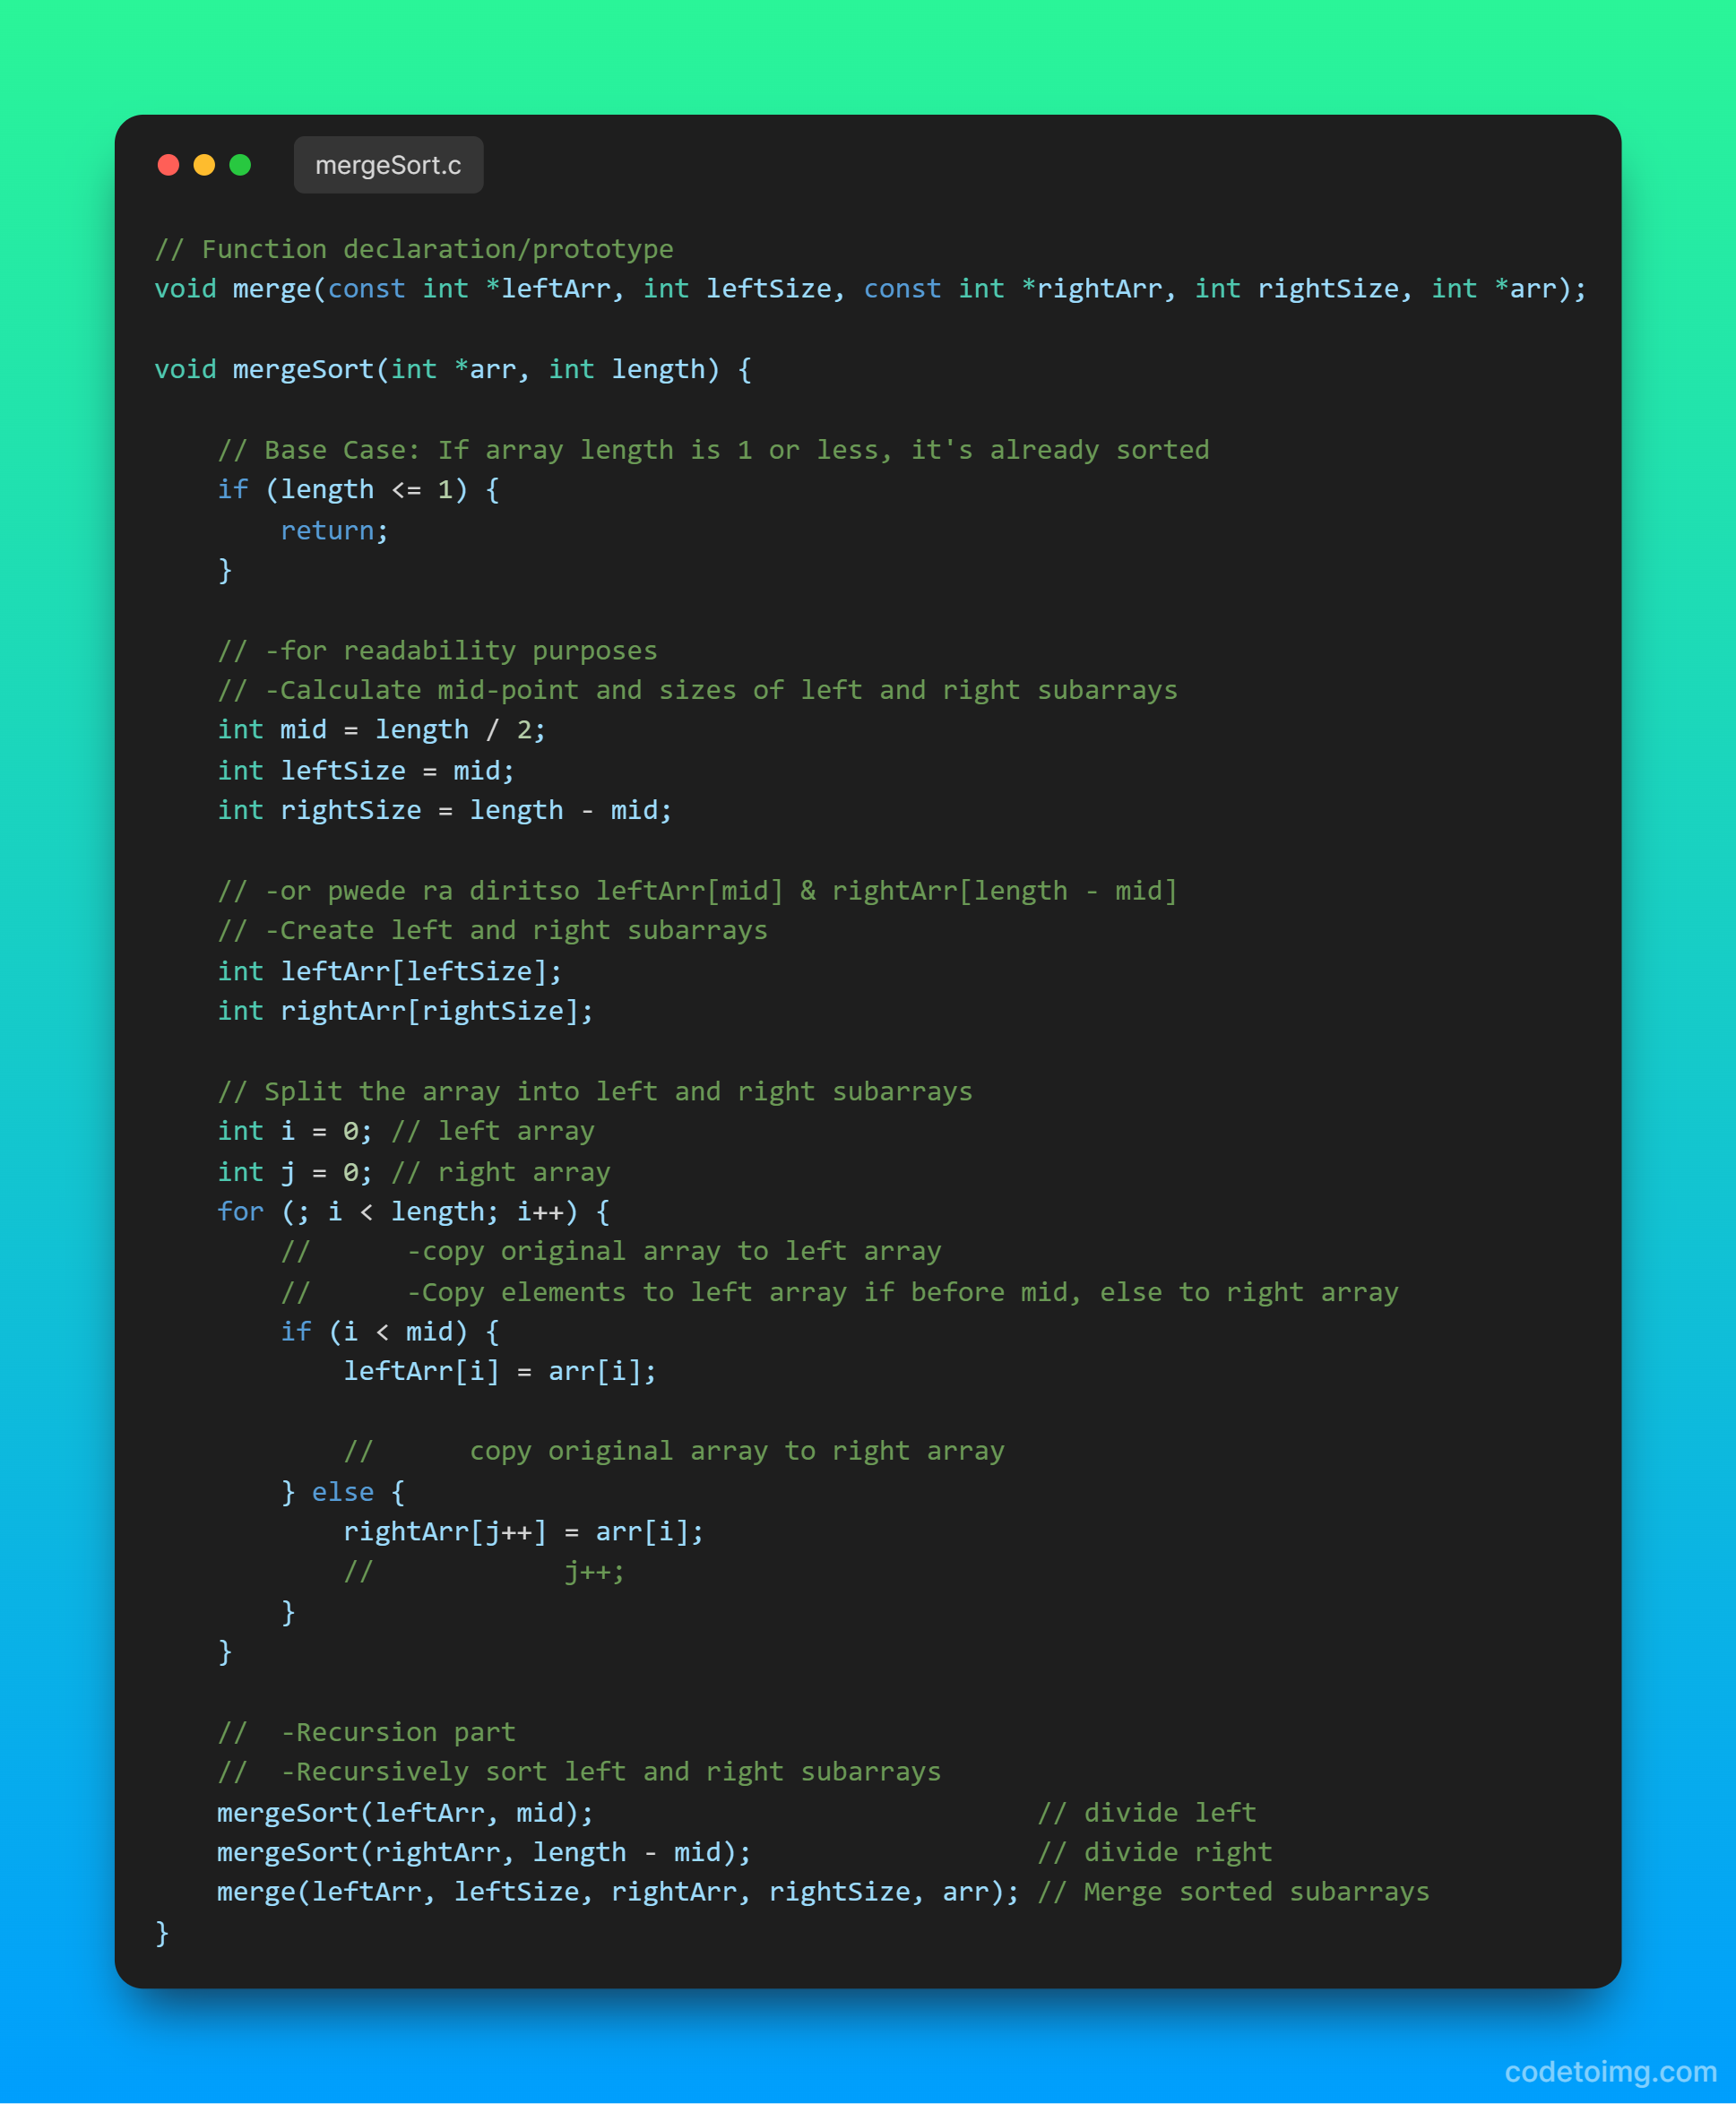 mergeSort.c
// Function declaration/prototype
void merge(const int *leftArr, int leftSize, const int *rightArr, int rightSize, int *arr);
void mergeSort(int *arr, int length) {
// Base Case: If array length is 1 or less, it's already sorted
if (length <= 1) {
return;
}
// -for readability purposes
// -Calculate mid-point and sizes of left and right subarrays
int mid = length / 2;
int leftSize = mid;
int rightSize = length - mid;
// -or pwede ra diritso leftArr[mid] & rightArr[length - mid]
// -Create left and right subarrays
int leftArr[leftSize];
int rightArr[rightSize];
// Split the array into left and right subarrays
int i = 0; // left array
int j = 0; // right array
for (; i < length; i++) {
//      -copy original array to left array
//      -Copy elements to left array if before mid, else to right array
if (i < mid) {
leftArr[i] = arr[i];
//      copy original array to right array
} else {
rightArr[j++] = arr[i];
//            j++;
}
}
//  -Recursion part
//  -Recursively sort left and right subarrays
mergeSort(leftArr, mid);                            // divide left
mergeSort(rightArr, length - mid);                  // divide right
merge(leftArr, leftSize, rightArr, rightSize, arr); // Merge sorted subarrays
}
codetoimg.com